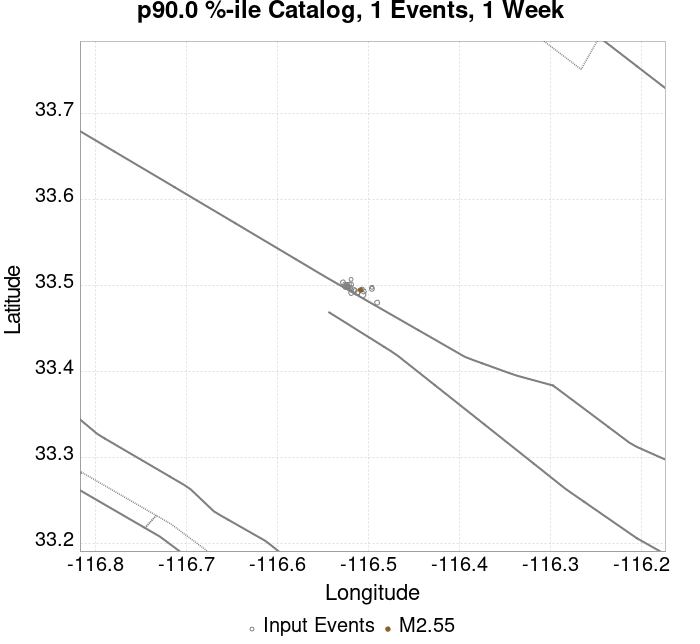 p90.0 %-ile Catalog, 1 Events, 1 Week
33.7
33.6
33.5
33.4
33.3
33.2
Latitude
-116.8 -116.7 -116.6 -116.5 -116.4 -116.3 -116.2
Longitude
Input Events M2.55